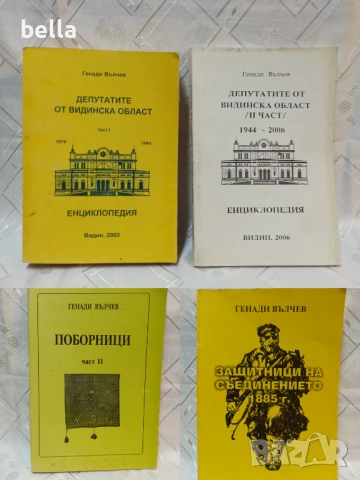 bella
Генади Вълчев
ДЕПУТАТИТЕ
ОТ ВИДИНСКА ОБЛАСТ
Част I
1879 1944
ЕНЦИКЛОПЕДИЯ
Видин, 2003
Генади Вълчев
ДЕПУТАТИТЕ ОТ
ВИДИНСКА ОБЛАСТ
/II ЧАСТ/
1944 - 2006
ЕНЦИКЛОПЕДИЯ
ВИДИН, 2006
ГЕНАДИ ВЪЛЧЕВ
ПОБОРНИЦИ
част II
ГЕНАДИ ВЪЛЧЕВ
ЗАЩИТНИЦИ НА
СЪЕДИНЕНИЕТО
1885 г.
BAZAR